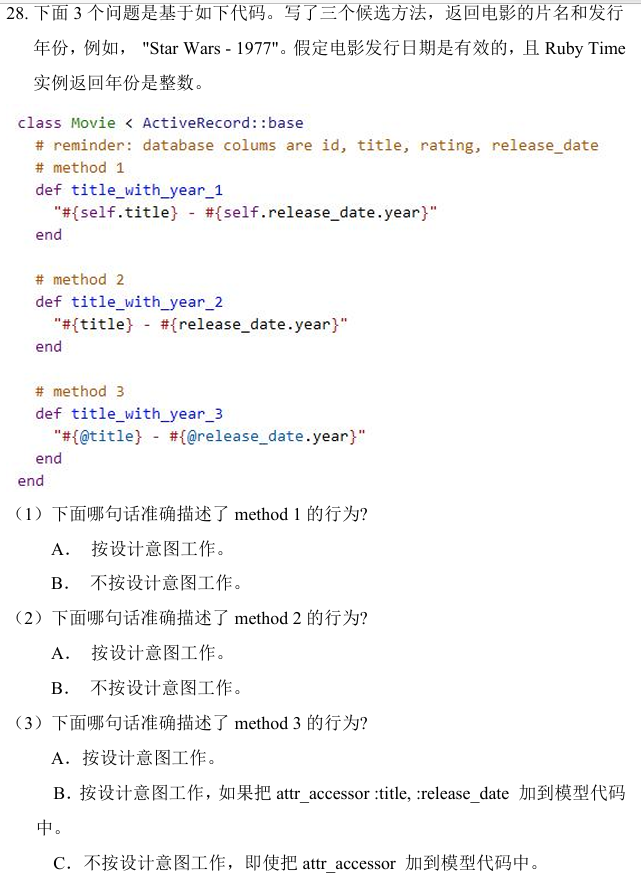 28. 下面 3 个问题是基于如下代码。写了三个候选方法，返回电影的片名和发行
年份，例如， "Star Wars - 1977"。假定电影发行日期是有效的，且 Ruby Time
实例返回年份是整数。
class Movie < ActiveRecord::base
# reminder: database colums are id, title, rating, release_date
# method 1
def title_with_year_1
"#{self.title} - #{self.release_date.year}"
end
# method 2
def title_with_year_2
"#{title} - #{release_date.year}"
end
# method 3
def title_with_year_3
"#{@title} - #{@release_date.year}"
end
end
（1）下面哪句话准确描述了 method 1 的行为?
A． 按设计意图工作。
B． 不按设计意图工作。
（2）下面哪句话准确描述了 method 2 的行为?
A． 按设计意图工作。
B． 不按设计意图工作。
（3）下面哪句话准确描述了 method 3 的行为?
A．按设计意图工作。
B．按设计意图工作，如果把 attr_accessor :title, :release_date 加到模型代码
中。
C．不按设计意图工作，即使把 attr_accessor 加到模型代码中。